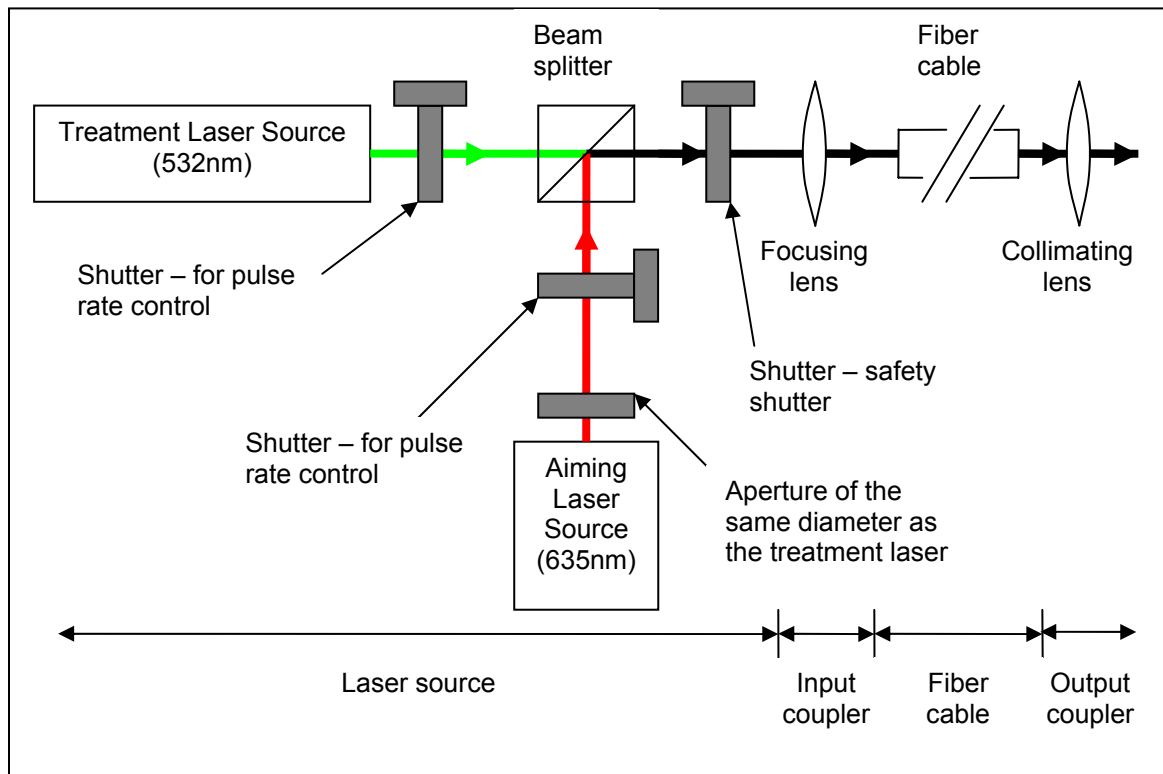 Beam
splitter
Fiber
cable
Treatment Laser Source
(532nm)
Shutter – for pulse
rate control
Focusing
lens
Collimating
lens
Shutter – safety
shutter
Shutter – for pulse
rate control
Aiming
Laser
Source
(635nm)
Aperture of the
same diameter as
the treatment laser
Laser source
Input
coupler
Fiber
cable
Output
coupler